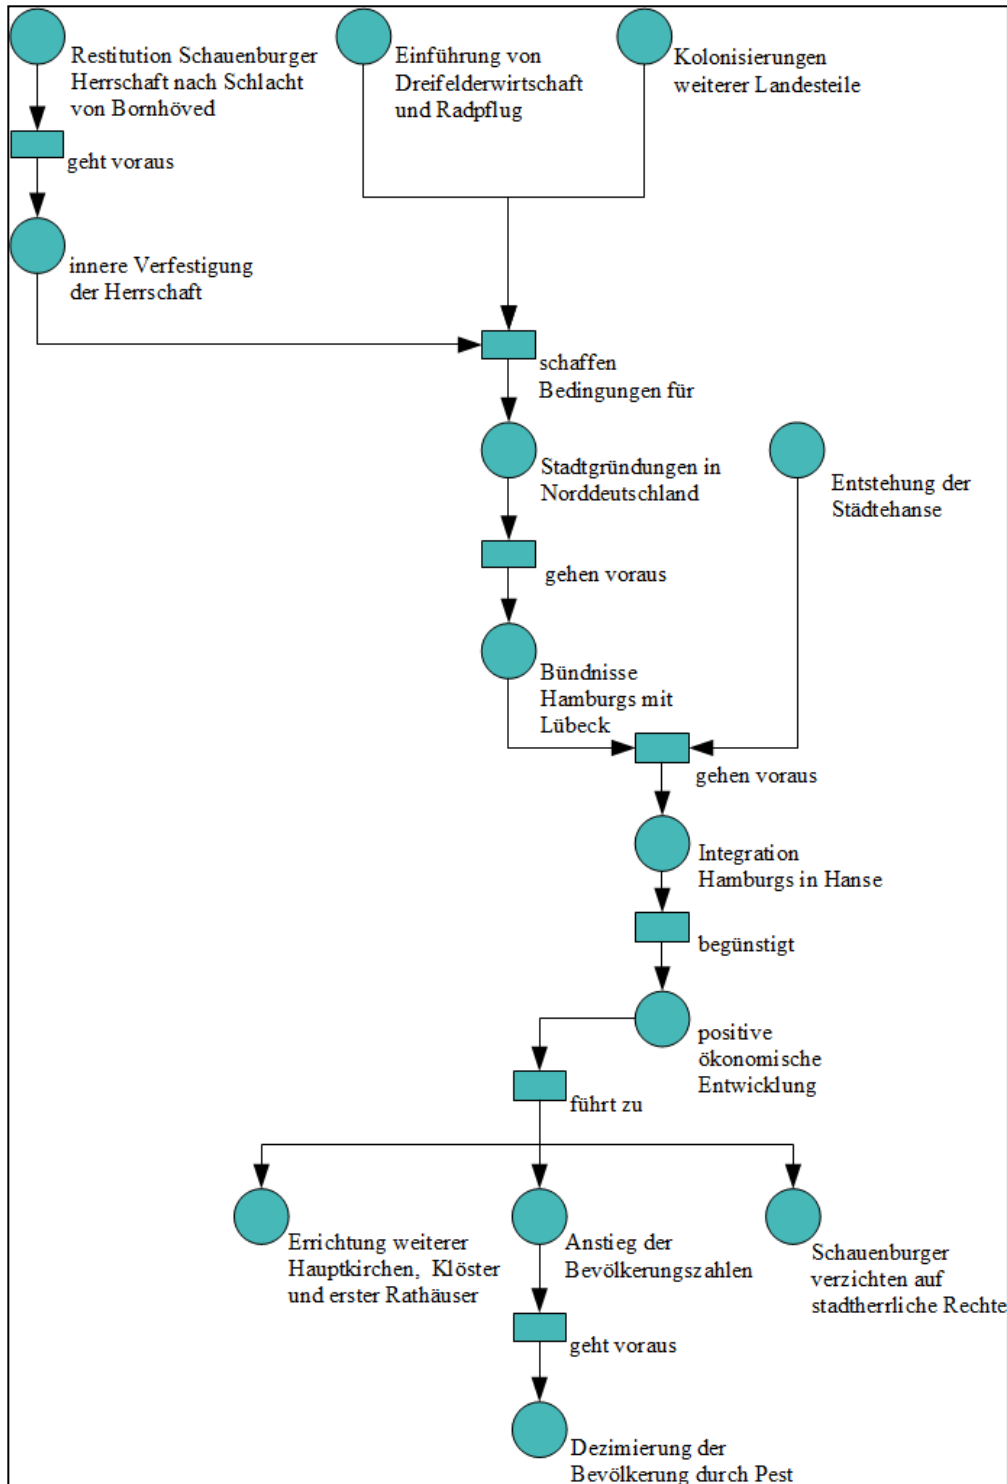 Restitution Schauenburger
Herrschaft nach Schlacht
von Bornhöved
Einführung von
Dreifelderwirtschaft
und Radpflug
Kolonisierungen
weiterer Landesteile
geht voraus
innere Verfestigung
der Herrschaft
schaffen
Bedingungen für
Stadtgründungen in
Norddeutschland
Entstehung der
Städtehanse
gehen voraus
Bündnisse
Hamburgs mit
Lübeck
gehen voraus
Integration
Hamburgs in Hanse
begünstigt
positive
ökonomische
Entwicklung
führt zu
Errichtung weiterer
Hauptkirchen, Klöster
und erster Rathäuser
Anstieg der
Bevölkerungszahlen
Schauenburger
verzichten auf
stadtherrliche Rechte
geht voraus
Dezimierung der
Bevölkerung durch Pest